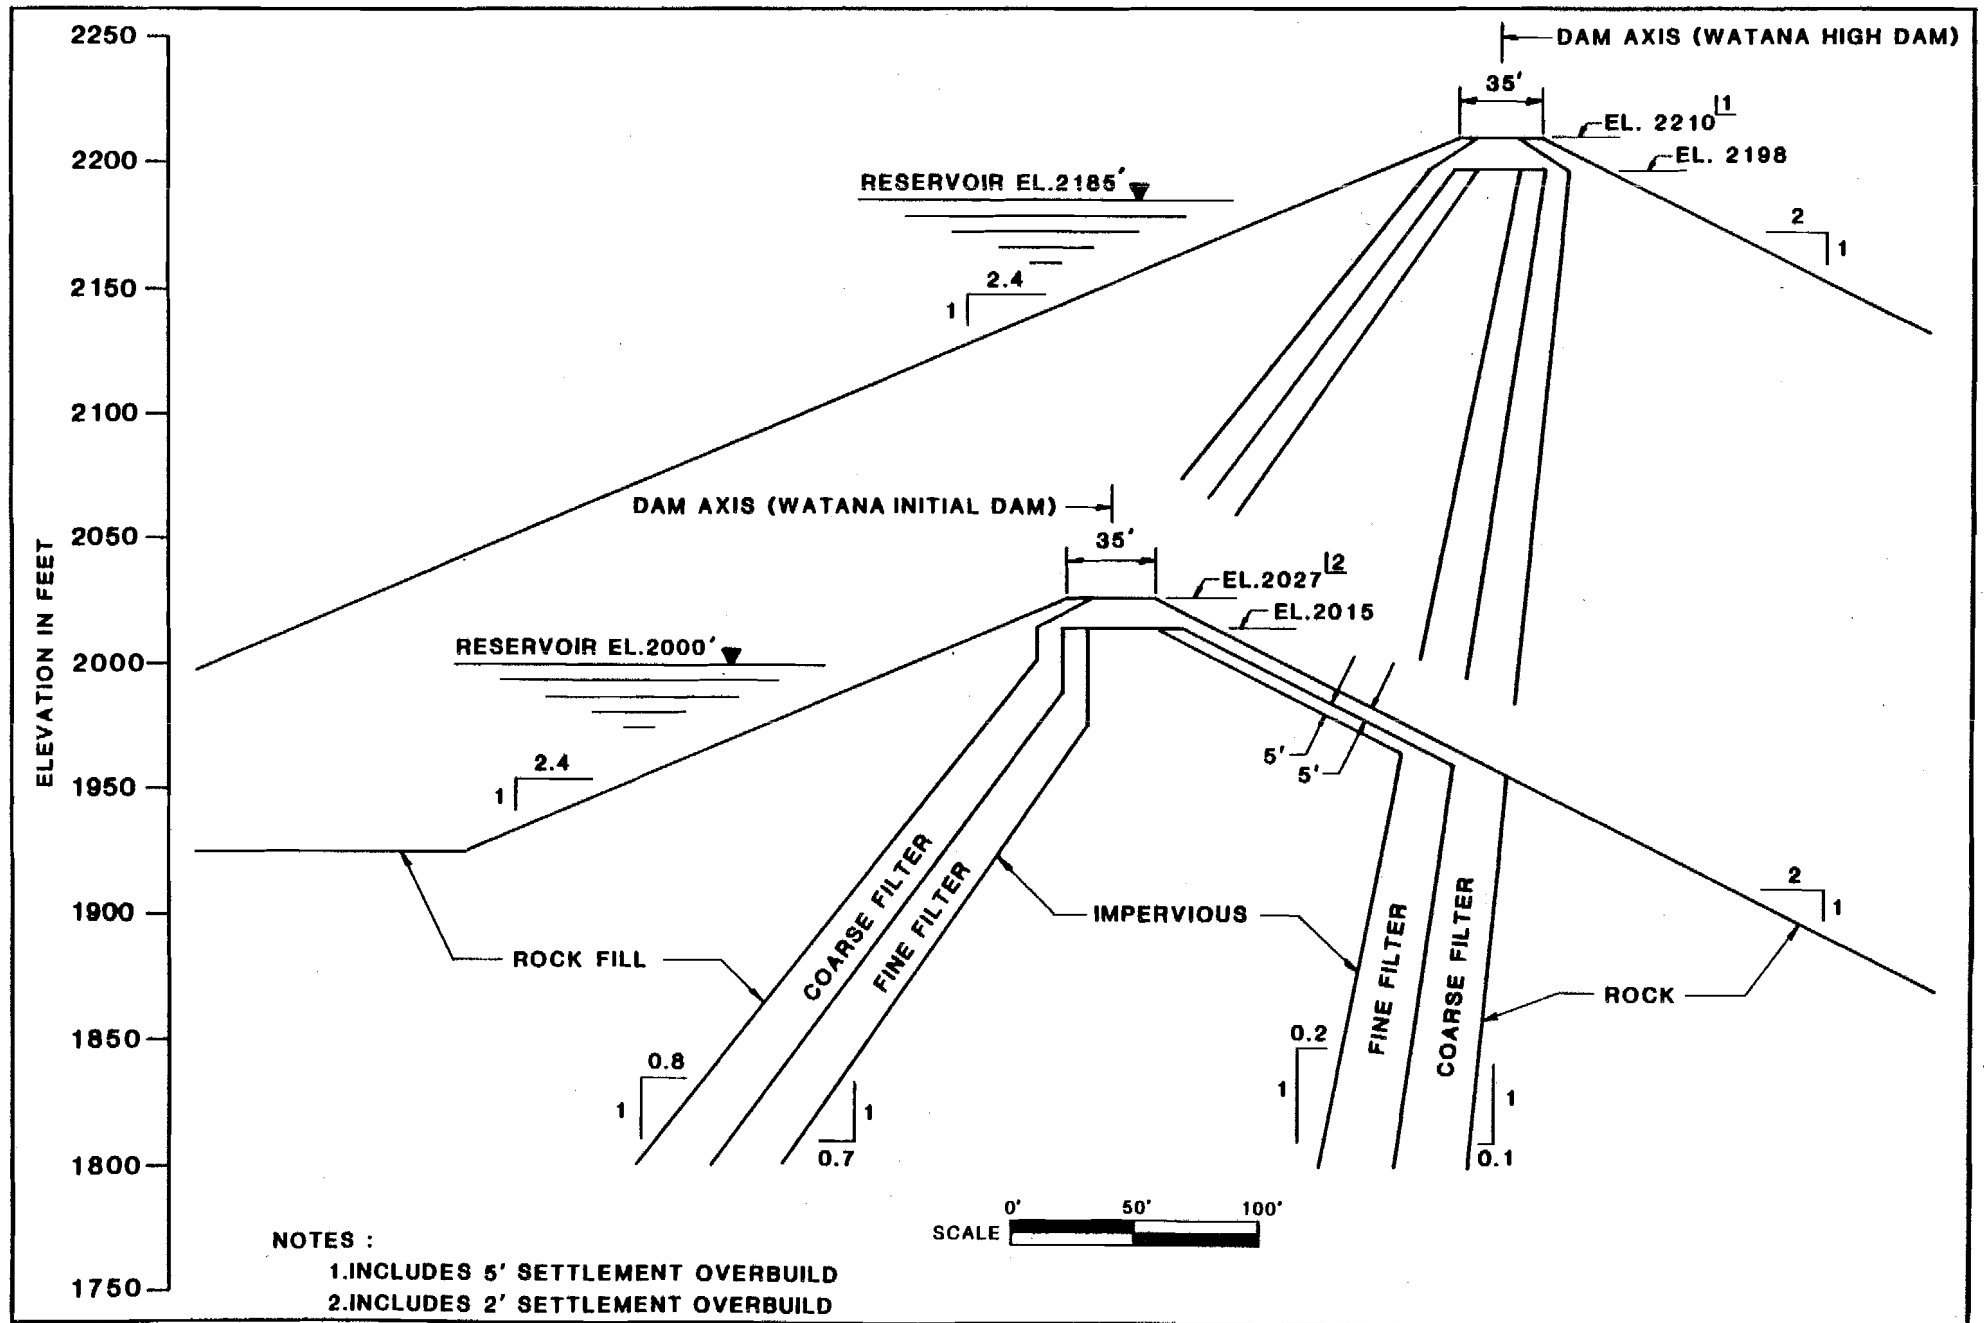 2250
DAM AXIS (WATANA HIGH DAM)
35'
EL. 2210 1
2200
EL. 2198
RESERVOIR EL.2185'
2
1
2150
2.4
1
2100
DAM AXIS (WATANA INITIAL DAM)
2050
35'
EL.2027 2
EL.2015
ELEVATION IN FEET
2000
RESERVOIR EL.2000'
5'
5'
1950
2.4
1
1900
2
1
COARSE FILTER
FINE FILTER
IMPERVIOUS
FINE FILTER
COARSE FILTER
ROCK FILL
ROCK
1850
0.8
1
1
0.7
0.2
1
1
0.1
1800
0' 50' 100'
SCALE
NOTES :
1.INCLUDES 5' SETTLEMENT OVERBUILD
1750
2.INCLUDES 2' SETTLEMENT OVERBUILD